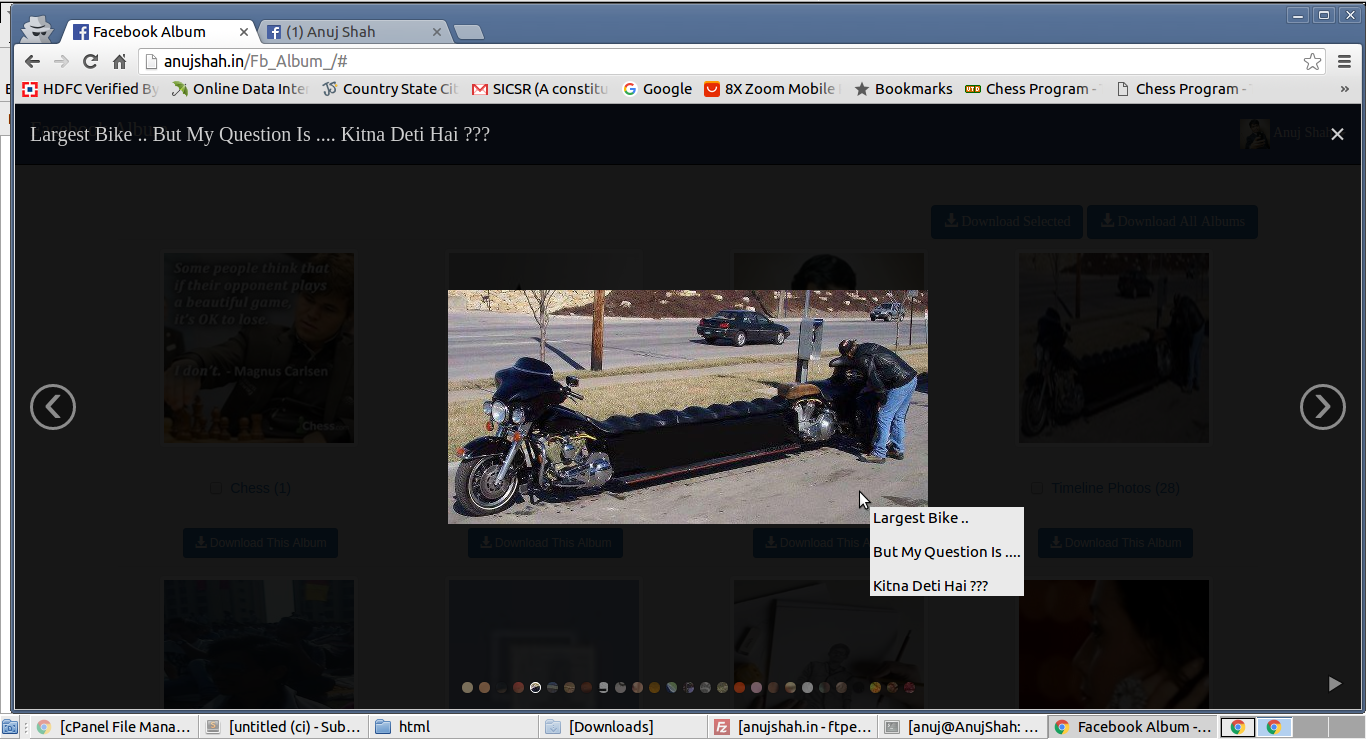 Facebook Album
(1) Anuj Shah
anujshah.in/Fb_Album_/#
HDFC Verified By
Online Data Inter
Country State Cit
SICSR (A constitu
Google
8X Zoom Mobile
Bookmarks
Chess Program -
Chess Program -
»
Largest Bike .. But My Question Is .... Kitna Deti Hai ???
Anuj Shah
Download Selected
Download All Albums
Some people think that
if their opponent plays
a beautiful game,
it's OK to lose.
I don't. - Magnus Carlsen
Chess
Chess (1)
Timeline Photos (28)
Download This Album
Download This Album
Download This A
Download This Album
Largest Bike ..
But My Question Is ....
Kitna Deti Hai ???
[cPanel File Mana...
[untitled (ci) - Sub...
html
[Downloads]
[anujshah.in - ftpe...
[anuj@AnujShah: ...
Facebook Album -...